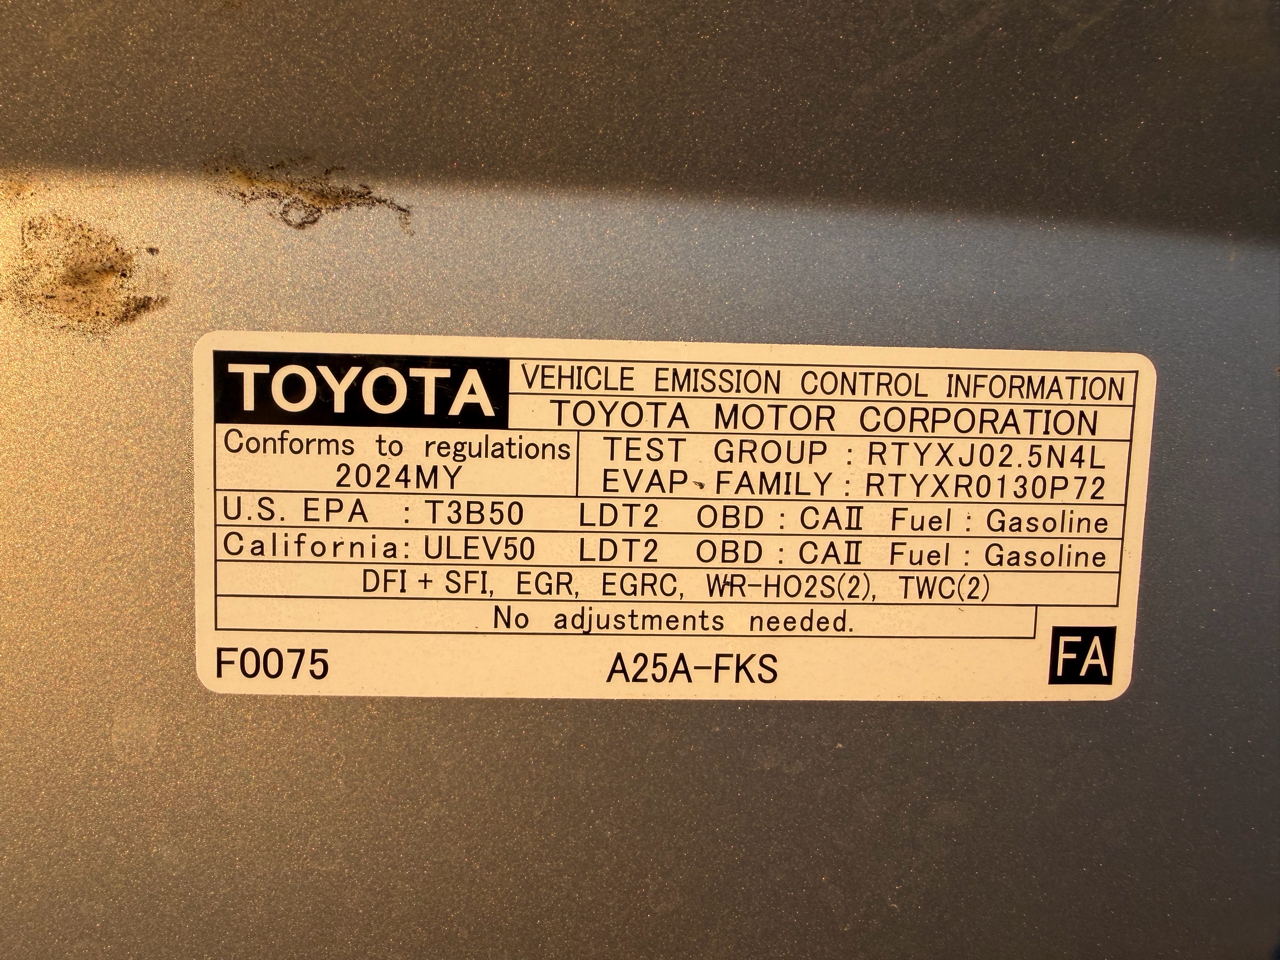 TOYOTA VEHICLE EMISSION CONTROL INFORMATION
TOYOTA MOTOR CORPORATION
Conforms to regulations
2024MY
TEST GROUP : RTYXJ02.5N4L
EVAP. FAMILY : RTYXR0130P72
U.S. EPA : T3B50 LDT2 OBD : CAII Fuel : Gasoline
California : ULEV50 LDT2 OBD : CAII Fuel : Gasoline
DFI + SFI, EGR, EGRC, WR-HO2S(2), TWC(2)
No adjustments needed.
F0075 A25A-FKS FA